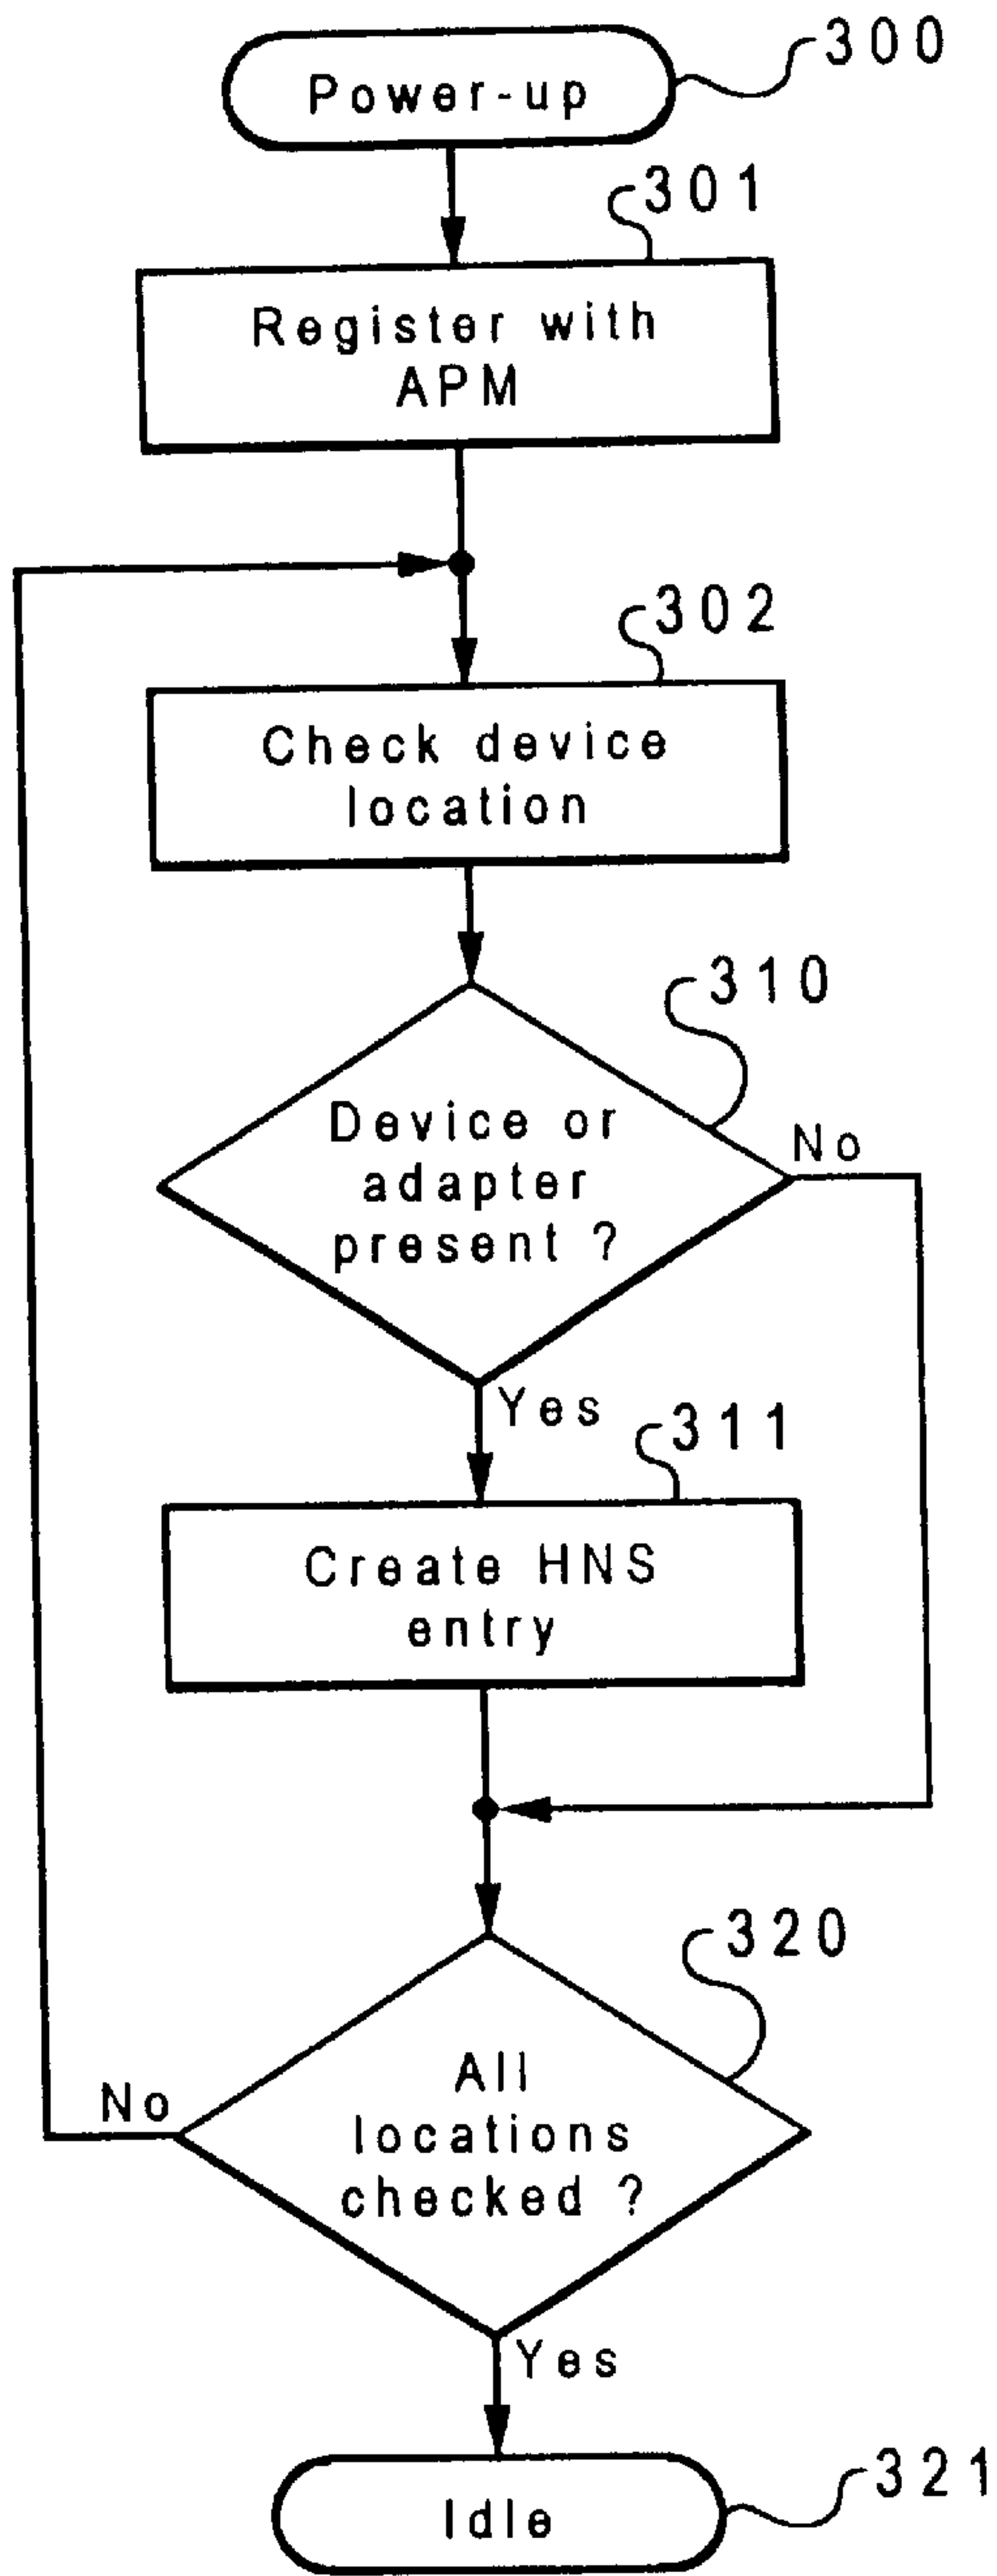 300
Power-up
301
Register with
APM
302
Check device
location
310
Device or
adapter
present ?
No
Yes
311
Create HNS
entry
320
All
locations
checked ?
No
Yes
321
Idle